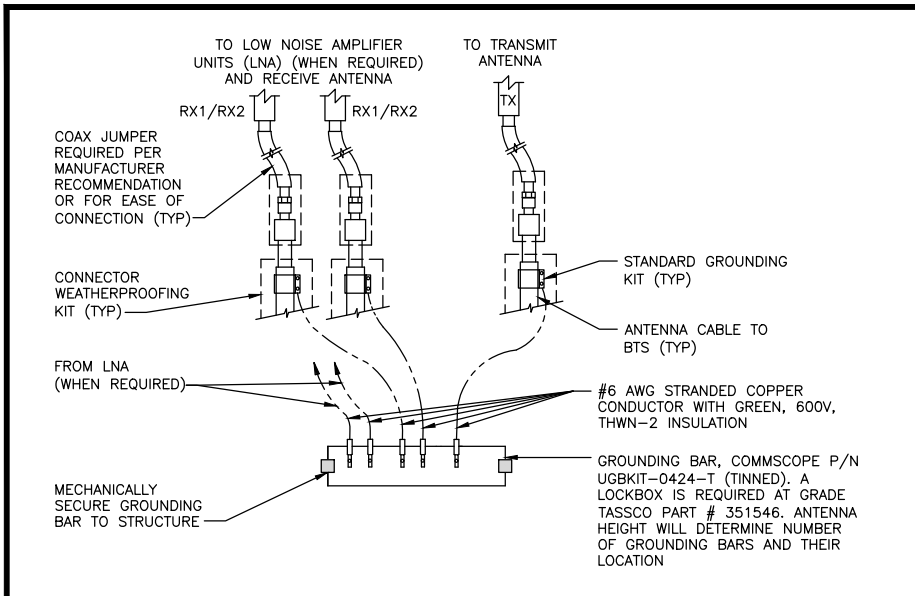 TO LOW NOISE AMPLIFIER
UNITS (LNA) (WHEN REQUIRED)
AND RECEIVE ANTENNA
TO TRANSMIT
ANTENNA
RX1/RX2
RX1/RX2
TX
COAX JUMPER
REQUIRED PER
MANUFACTURER
RECOMMENDATION
OR FOR EASE OF
CONNECTION (TYP)
CONNECTOR
WEATHERPROOFING
KIT (TYP)
STANDARD GROUNDING
KIT (TYP)
ANTENNA CABLE TO
BTS (TYP)
FROM LNA
(WHEN REQUIRED)
#6 AWG STRANDED COPPER
CONDUCTOR WITH GREEN, 600V,
THWN-2 INSULATION
MECHANICALLY
SECURE GROUNDING
BAR TO STRUCTURE
GROUNDING BAR, COMMSCOPE P/N
UGBKIT-0424-T (TINNED). A
LOCKBOX IS REQUIRED AT GRADE
TASSCO PART # 351546. ANTENNA
HEIGHT WILL DETERMINE NUMBER
OF GROUNDING BARS AND THEIR
LOCATION